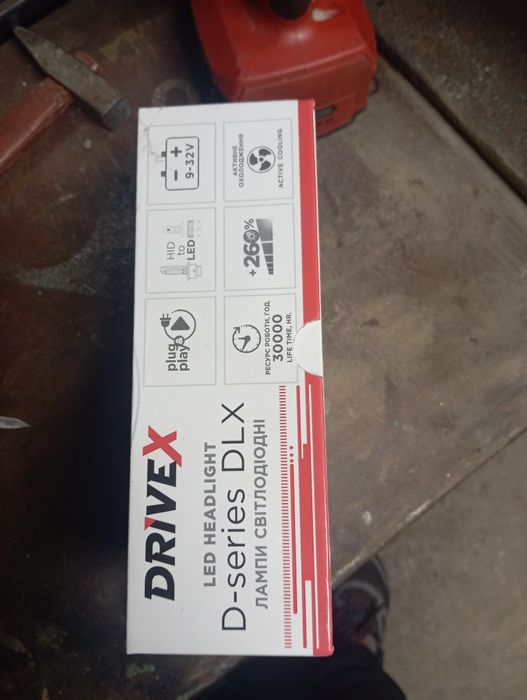 DRIVEX
LED HEADLIGHT
D-series DLX
ЛАМПИ СВІТЛОДІОДНІ
plug&
play
HID
to
LED
9-32V
РЕСУРС РОБОТИ, ГОД.
30000
LIFE TIME, HR.
+260%
АКТИВНЕ
ОХОЛОДЖЕННЯ
ACTIVE COOLING